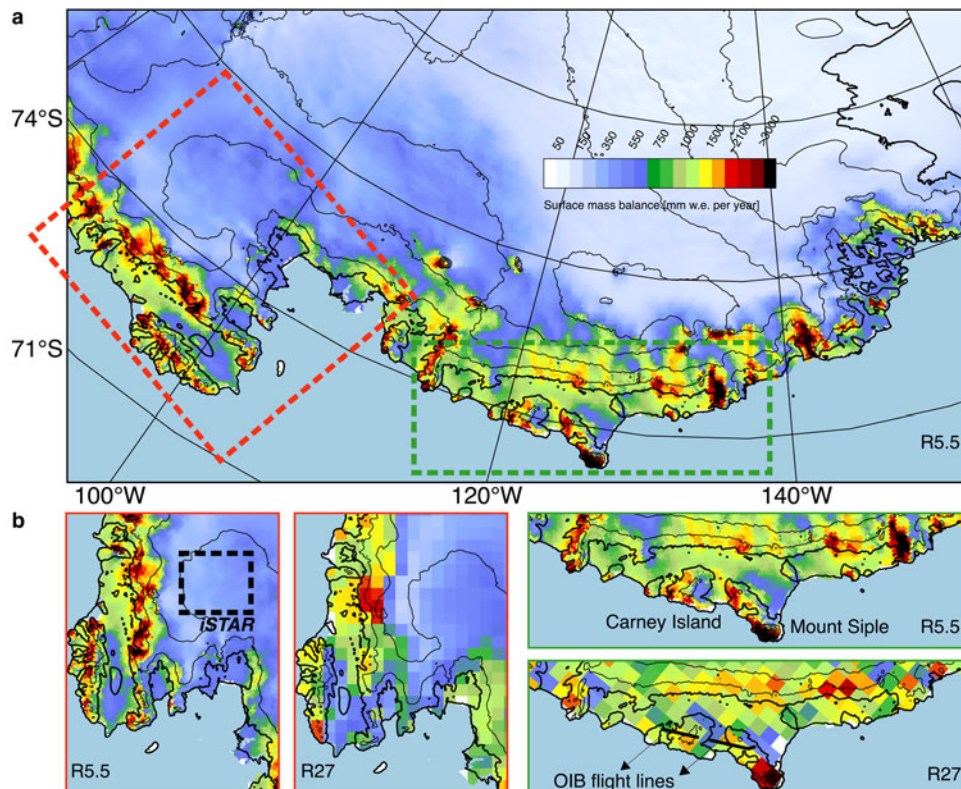 a
74°S
71°S
50 150 350 550 750 1000 1500 2100 3000
Surface mass balance [mm w.e. per year]
R5.5
100°W 120°W 140°W
b
iSTAR
R5.5
R27
Carney Island
Mount Siple
R5.5
OIB flight lines
R27